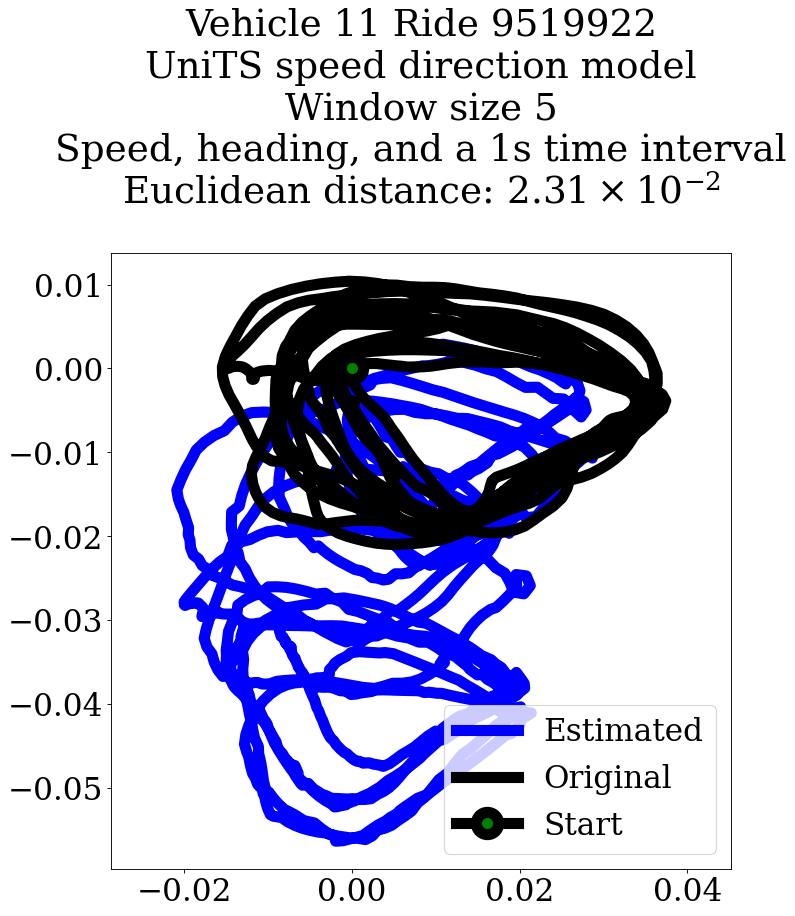 Vehicle 11 Ride 9519922
UniTS speed direction model
Window size 5
Speed, heading, and a 1s time interval
Euclidean distance: 2.31 × 10⁻²
0.01
0.00
−0.01
−0.02
−0.03
−0.04
−0.05
Estimated
Original
Start
−0.02 0.00 0.02 0.04